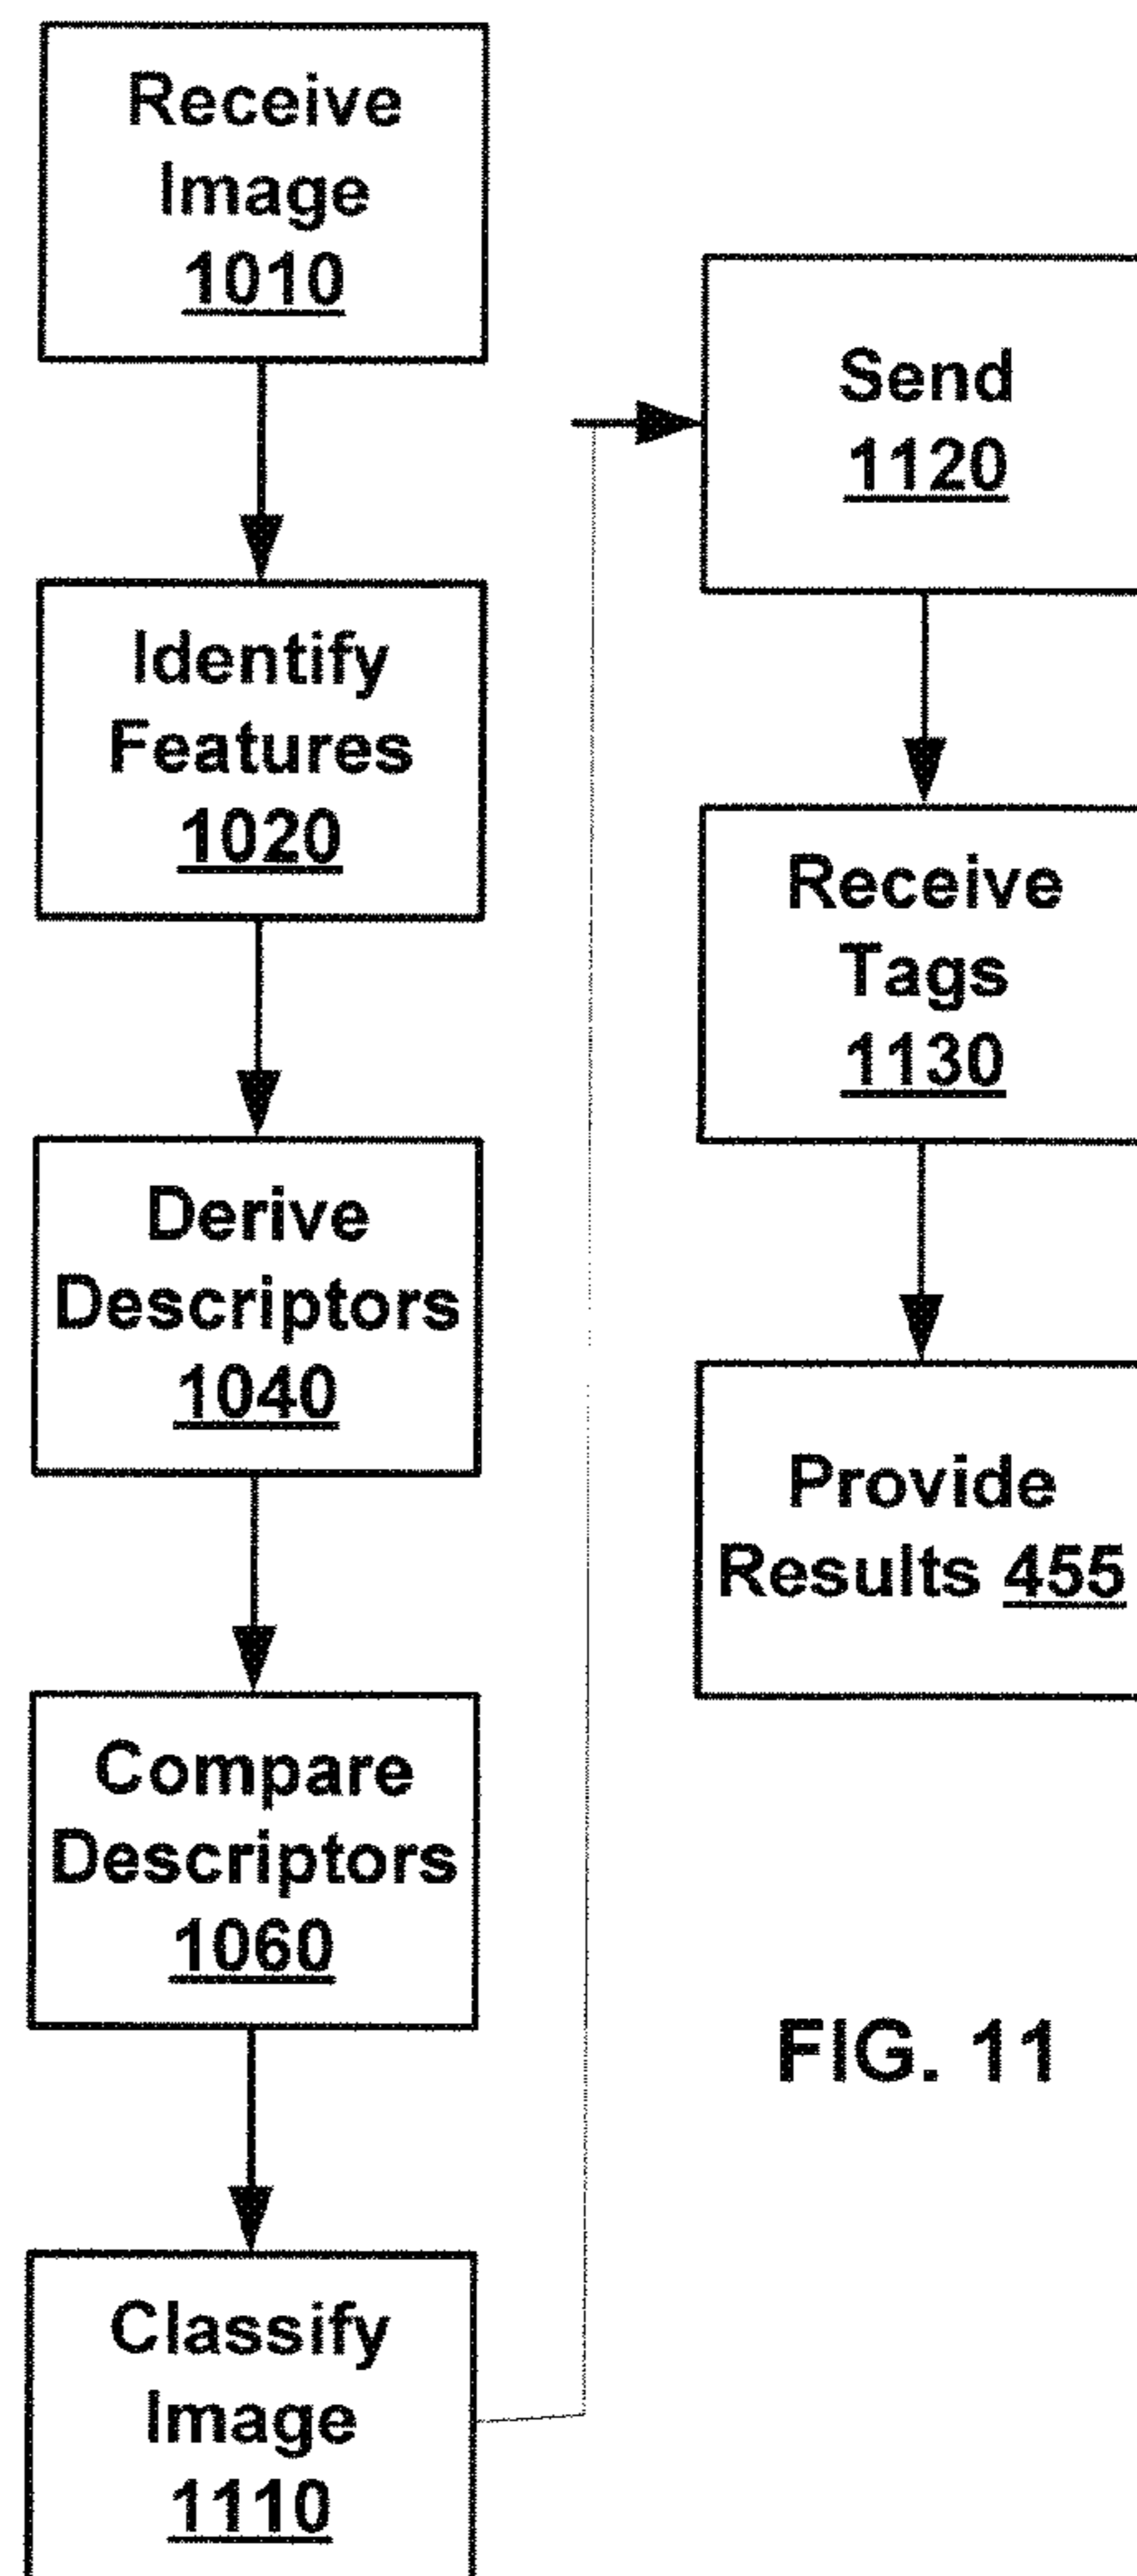 Receive
Image
1010
Identify
Features
1020
Derive
Descriptors
1040
Compare
Descriptors
1060
Classify
Image
1110
Send
1120
Receive
Tags
1130
Provide
Results 455
FIG. 11